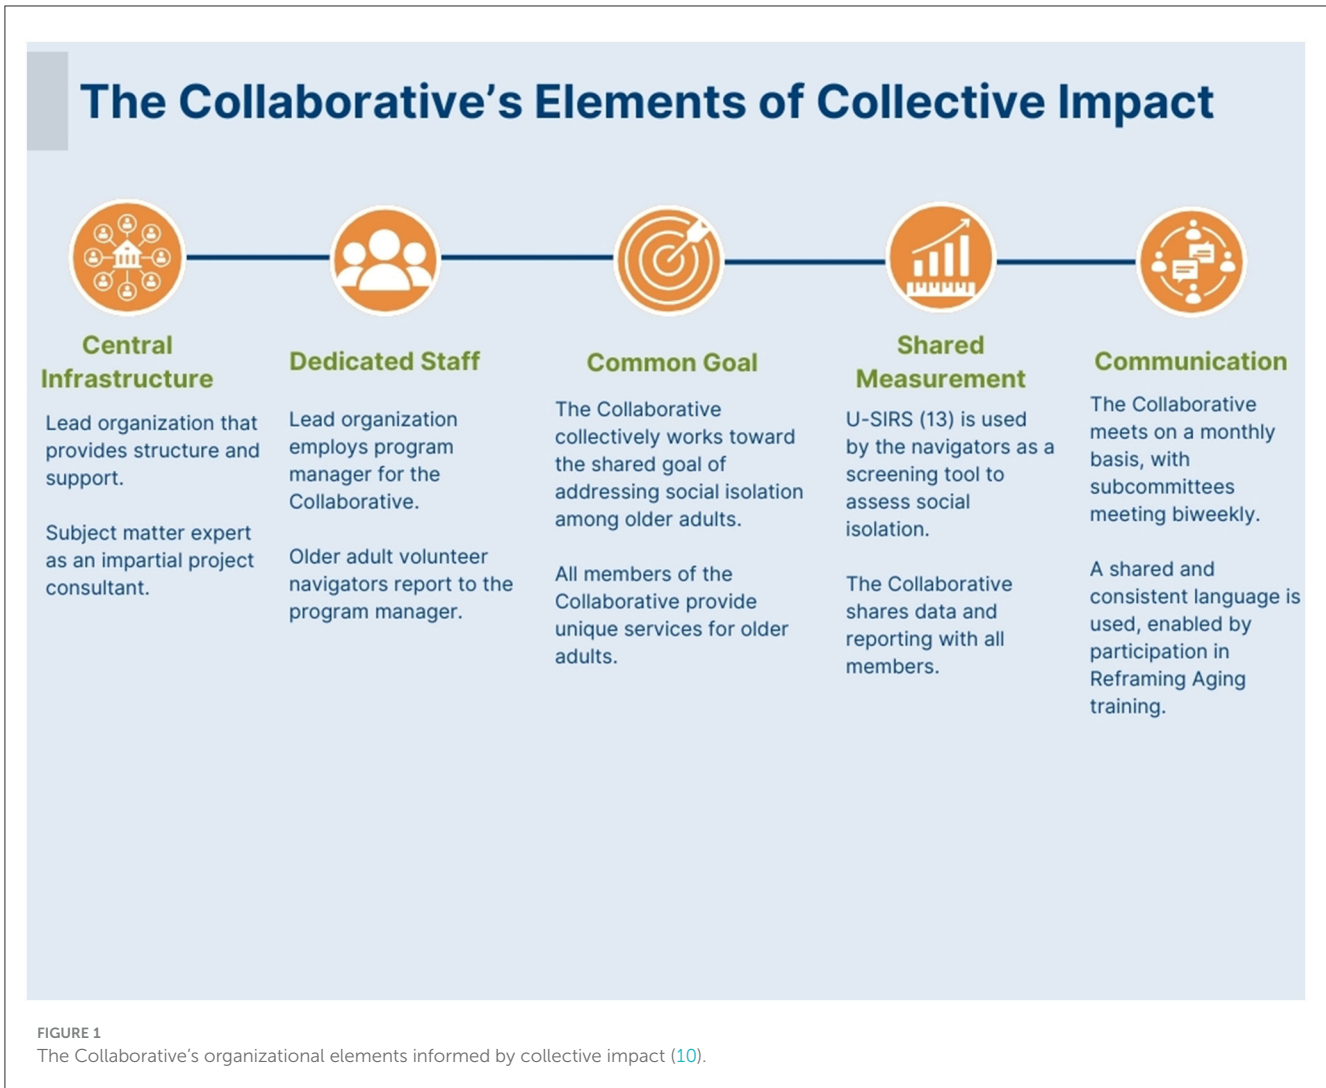 The Collaborative's Elements of Collective Impact
Central
Infrastructure
Lead organization that
provides structure and
support.
Subject matter expert
as an impartial project
consultant.
Dedicated Staff
Lead organization
employs program
manager for the
Collaborative.
Older adult volunteer
navigators report to the
program manager.
Common Goal
The Collaborative
collectively works toward
the shared goal of
addressing social isolation
among older adults.
All members of the
Collaborative provide
unique services for older
adults.
Shared
Measurement
U-SIRS (13) is used
by the navigators as a
screening tool to
assess social
isolation.
The Collaborative
shares data and
reporting with all
members.
Communication
The Collaborative
meets on a monthly
basis, with
subcommittees
meeting biweekly.
A shared and
consistent language is
used, enabled by
participation in
Reframing Aging
training.
FIGURE 1
The Collaborative's organizational elements informed by collective impact (10).